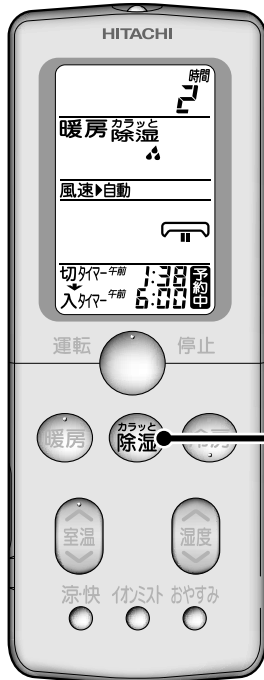 HITACHI
時間
2
暖房 カラッと除湿
風速▶自動
切タイマー 午前 1:38 予約中
入タイマー 午前 6:00
運転 停止
暖房 カラッと除湿 冷房
室温 湿度
涼・快 イオンミスト おやすみ